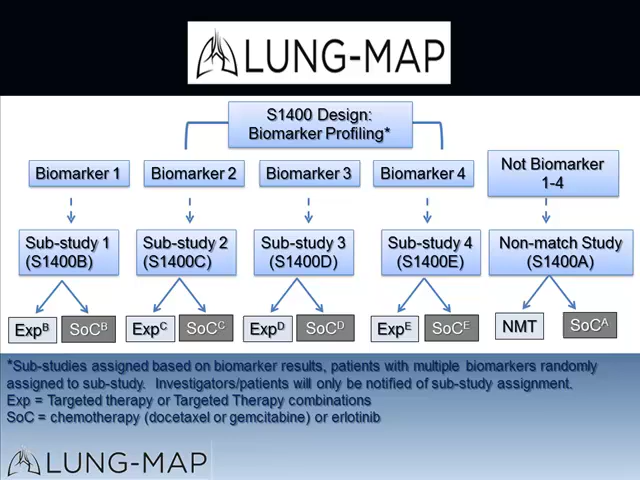 LUNG-MAP
S1400 Design:
Biomarker Profiling*
Biomarker 1
Biomarker 2
Biomarker 3
Biomarker 4
Not Biomarker
1-4
Sub-study 1
(S1400B)
Sub-study 2
(S1400C)
Sub-study 3
(S1400D)
Sub-study 4
(S1400E)
Non-match Study
(S1400A)
Expᴮ
SoCᴮ
Exp^C
SoC^C
Expᴰ
SoCᴰ
Expᴱ
SoCᴱ
NMT
SoCᴬ
*Sub-studies assigned based on biomarker results, patients with multiple biomarkers randomly
assigned to sub-study. Investigators/patients will only be notified of sub-study assignment.
Exp = Targeted therapy or Targeted Therapy combinations
SoC = chemotherapy (docetaxel or gemcitabine) or erlotinib
LUNG-MAP